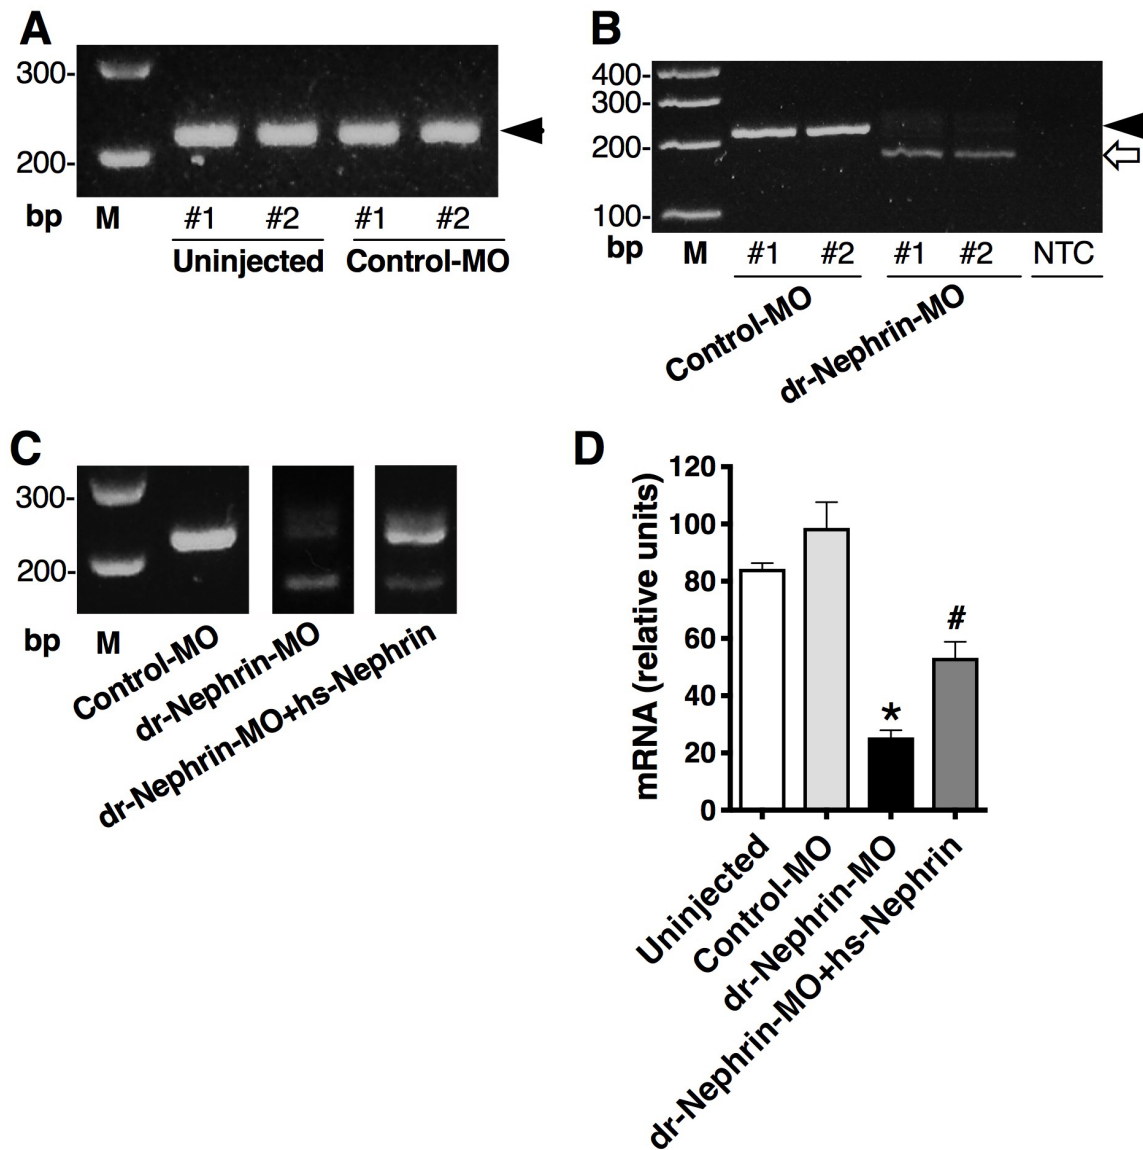 A
300-
200-
bp M #1 #2 #1 #2
Uninjected Control-MO
B
400-
300-
200-
100-
bp M #1 #2 #1 #2 NTC
Control-MO
dr-Nephrin-MO
C
300-
200-
bp M
Control-MO
dr-Nephrin-MO
dr-Nephrin-MO+hs-Nephrin
D
mRNA (relative units)
120
100
80
60
40
20
0
*
#
Uninjected
Control-MO
dr-Nephrin-MO
dr-Nephrin-MO+hs-Nephrin